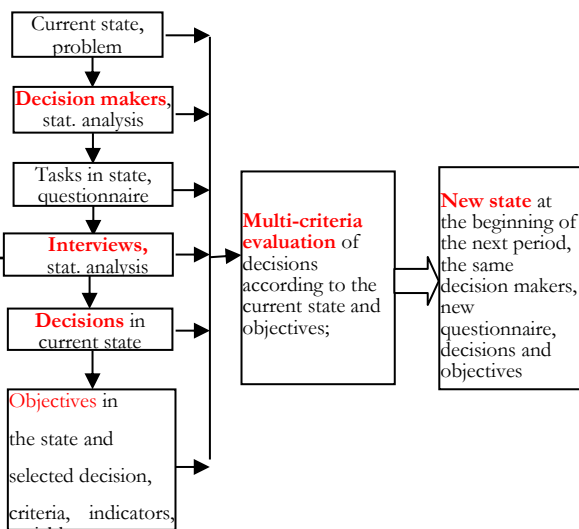 Current state,
problem
Decision makers,
stat. analysis
Tasks in state,
questionnaire
Interviews,
stat. analysis
Decisions in
current state
Objectives in
the state and
selected decision,
criteria, indicators,
Multi-criteria
evaluation of
decisions
according to the
current state and
objectives;
New state at
the beginning of
the next period,
the same
decision makers,
new
questionnaire,
decisions and
objectives